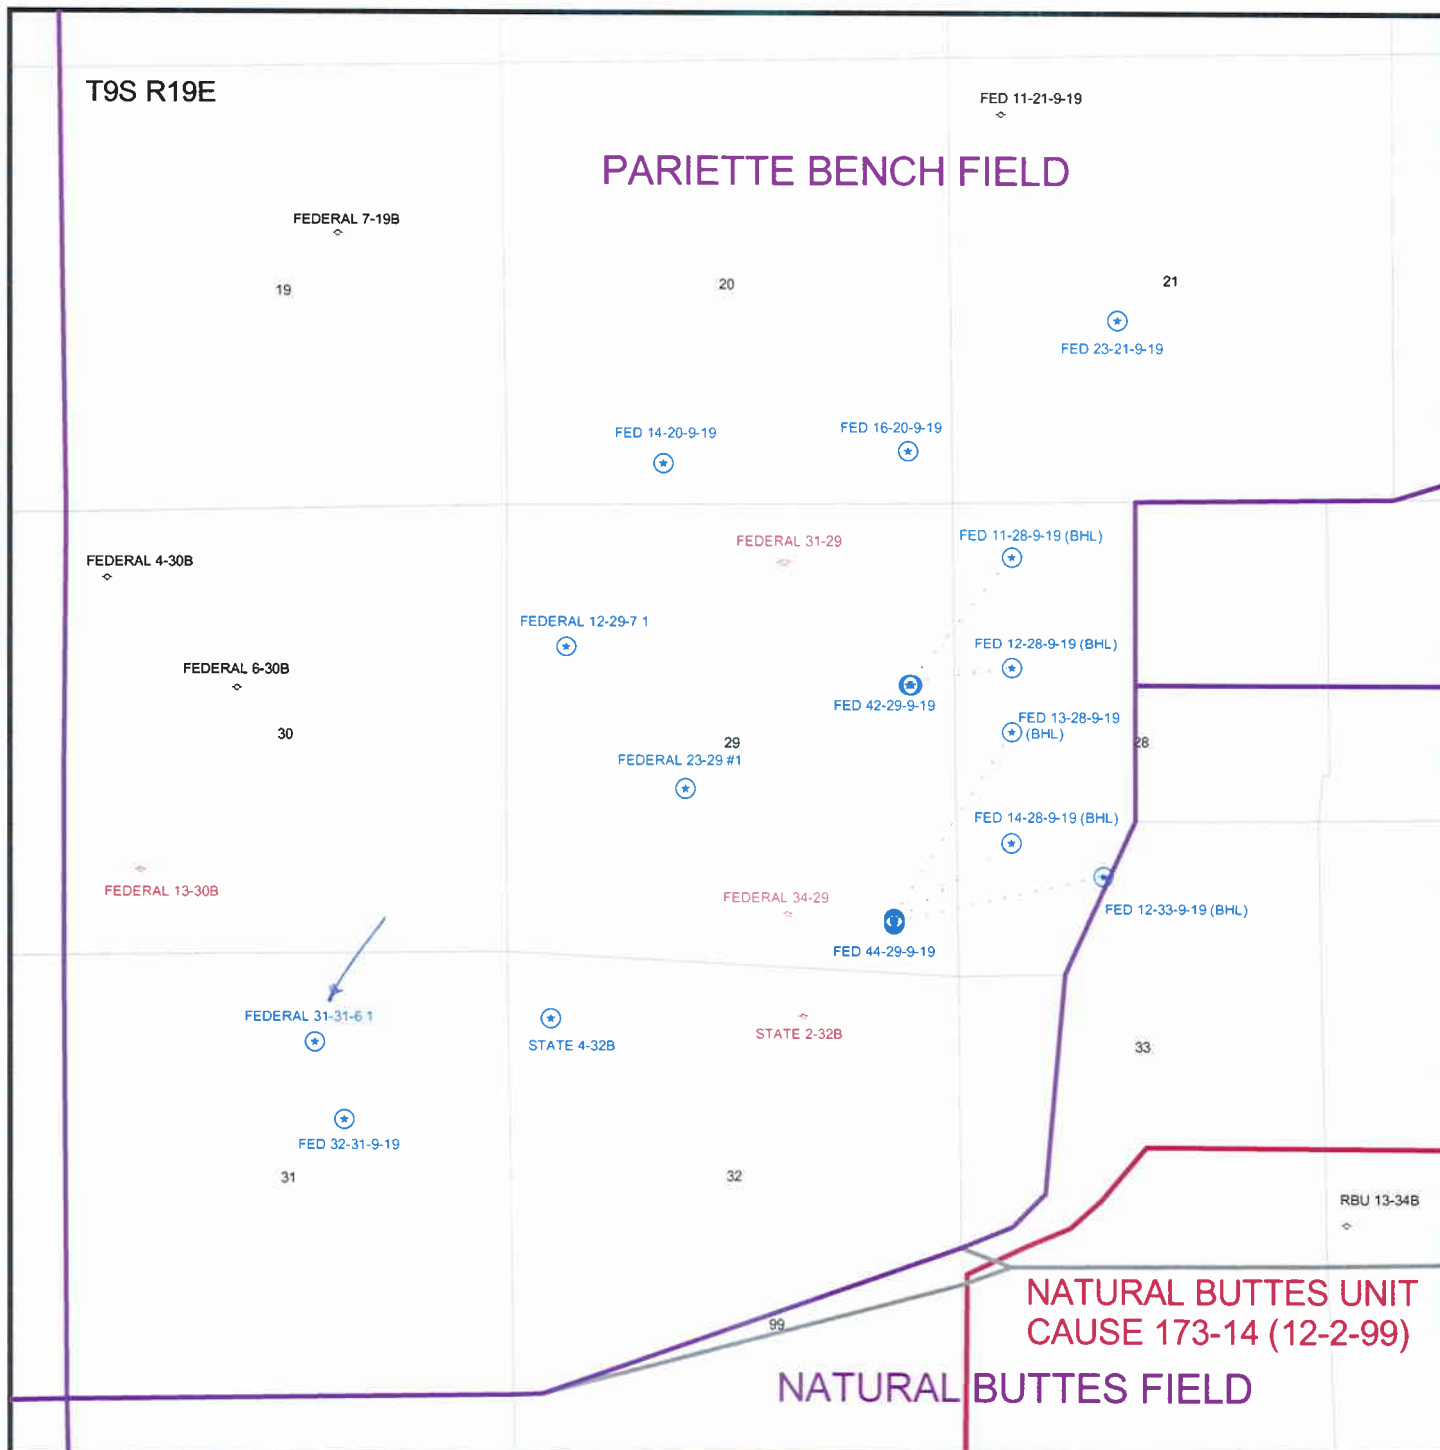 T9S R19E
FED 11-21-9-19
PARIETTE BENCH FIELD
FEDERAL 7-19B
19
20
21
FED 23-21-9-19
FED 14-20-9-19
FED 16-20-9-19
FEDERAL 31-29
FED 11-28-9-19 (BHL)
FEDERAL 4-30B
FEDERAL 12-29-7 1
FED 12-28-9-19 (BHL)
FEDERAL 6-30B
FED 42-29-9-19
FED 13-28-9-19
(BHL)
30
29
28
FEDERAL 23-29 #1
FED 14-28-9-19 (BHL)
FEDERAL 13-30B
FEDERAL 34-29
FED 12-33-9-19 (BHL)
FED 44-29-9-19
FEDERAL 31-31-6 1
STATE 4-32B
STATE 2-32B
33
FED 32-31-9-19
31
32
RBU 13-34B
NATURAL BUTTES UNIT
CAUSE 173-14 (12-2-99)
99
NATURAL BUTTES FIELD